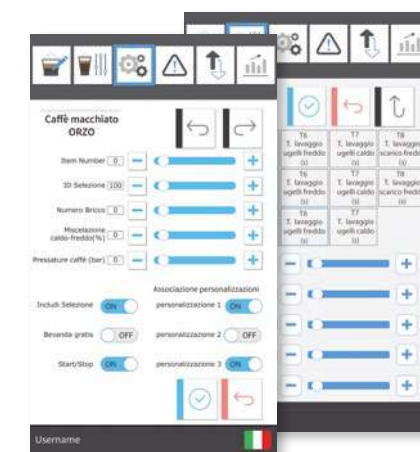 Caffè macchiato
ORZO
Item Number 0
ID Selezione 100
Numero Bricco 0
Miscelazione
caldo-freddo(%) 0
Pressature caffè (bar) 0
Associazione personalizzazioni
Includi Selezione ON personalizzazione 1 ON
Bevanda gratis OFF personalizzazione 2 OFF
Start/Stop ON personalizzazione 3 ON
Username
T6 T7 T8
T. lavaggio T. lavaggio T. lavaggio
ugelli freddo ugelli caldo scarico freddo
T6 T7 T8
T. lavaggio T. lavaggio T. lavaggio
ugelli freddo ugelli caldo scarico freddo
T6 T7
T. lavaggio T. lavaggio
ugelli freddo ugelli caldo